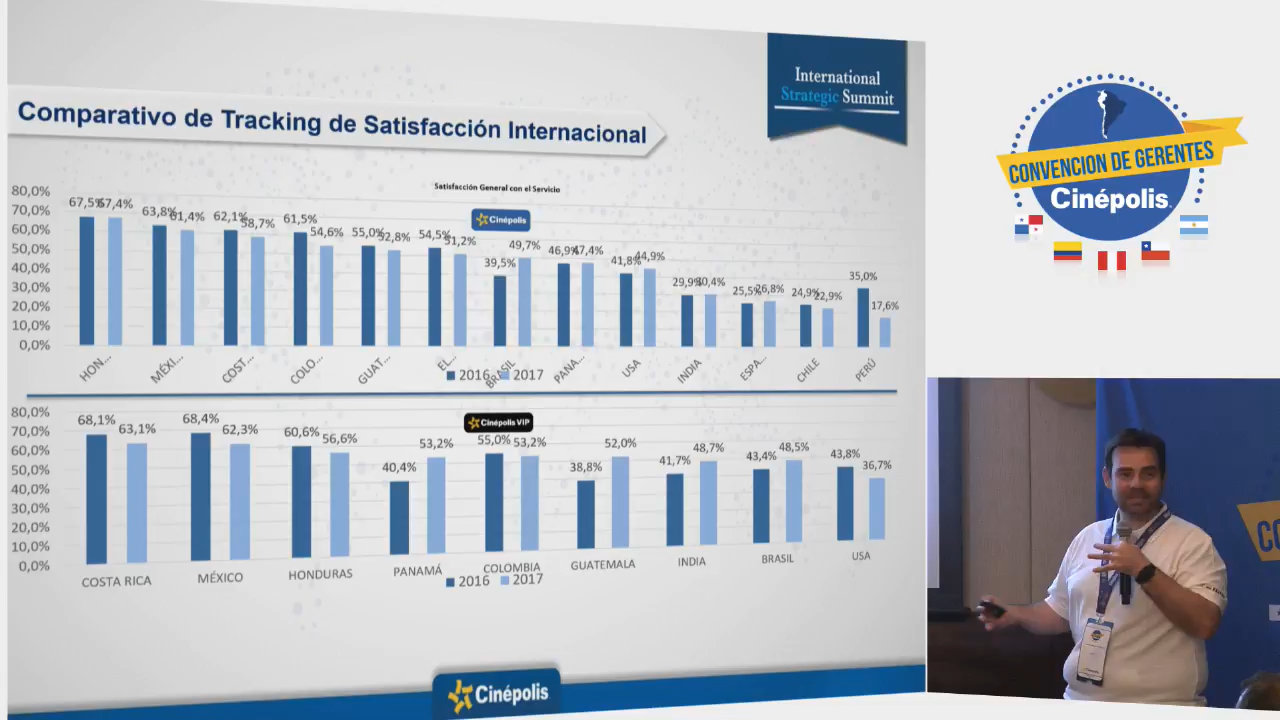 International
Strategic Summit
Comparativo de Tracking de Satisfacción Internacional
CONVENCION DE GERENTES
Cinépolis
Satisfacción General con el Servicio
Cinépolis
80,0%
70,0%
60,0%
50,0%
40,0%
30,0%
20,0%
10,0%
0,0%
67,5% 67,4%
63,8% 61,4%
62,1% 58,7%
61,5% 54,6%
55,0% 52,8%
54,5% 51,2%
39,5% 49,7%
46,9% 47,4%
41,8% 44,9%
29,9% 30,4%
25,5% 26,8%
24,9% 22,9%
35,0% 17,6%
HON...
MÉXI...
COST...
COLO...
GUAT...
EL...
BRASIL
PANA...
USA
INDIA
ESPA...
CHILE
PERÚ
2016 2017
Cinépolis VIP
80,0%
70,0%
60,0%
50,0%
40,0%
30,0%
20,0%
10,0%
0,0%
68,1% 63,1%
68,4% 62,3%
60,6% 56,6%
40,4% 53,2%
55,0% 53,2%
38,8% 52,0%
41,7% 48,7%
43,4% 48,5%
43,8% 36,7%
COSTA RICA
MÉXICO
HONDURAS
PANAMÁ
COLOMBIA
GUATEMALA
INDIA
BRASIL
USA
2016 2017
Cinépolis